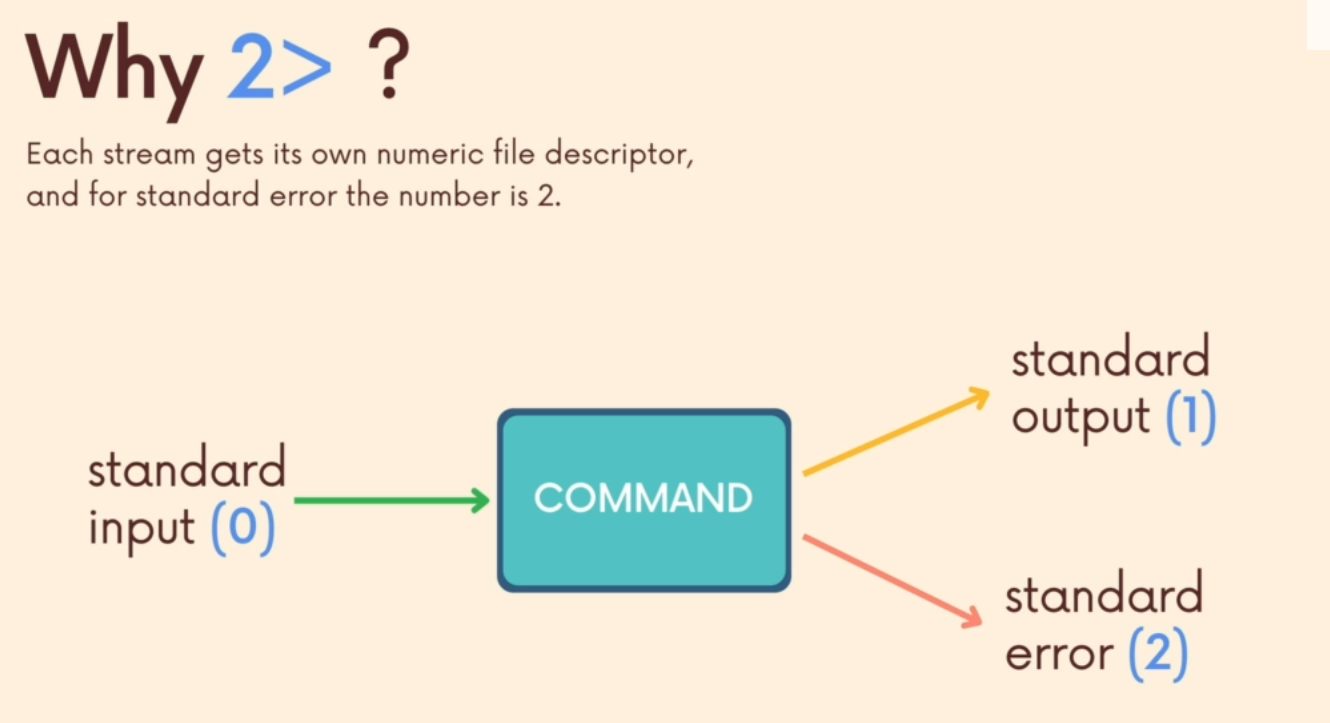 Why 2> ?
Each stream gets its own numeric file descriptor,
and for standard error the number is 2.
standard
output (1)
standard
input (0)
COMMAND
standard
error (2)